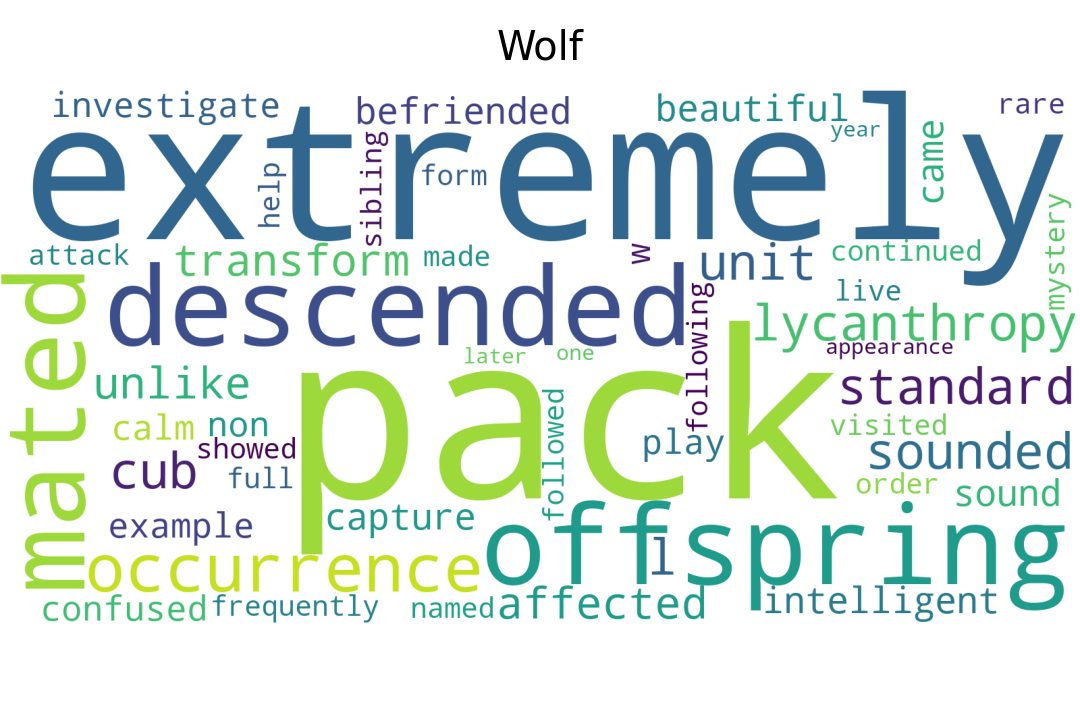 Wolf
investigate
befriended
beautiful
rare
extremely
year
came
help
sibling
form
mystery
attack
transform
made
w
unit
continued
descended
live
mated
following
lycanthropy
later
one
appearance
unlike
pack
standard
calm
non
followed
visited
showed
play
sounded
cub
full
order
sound
example
capture
offspring
l
occurrence
confused
frequently
named
affected
intelligent